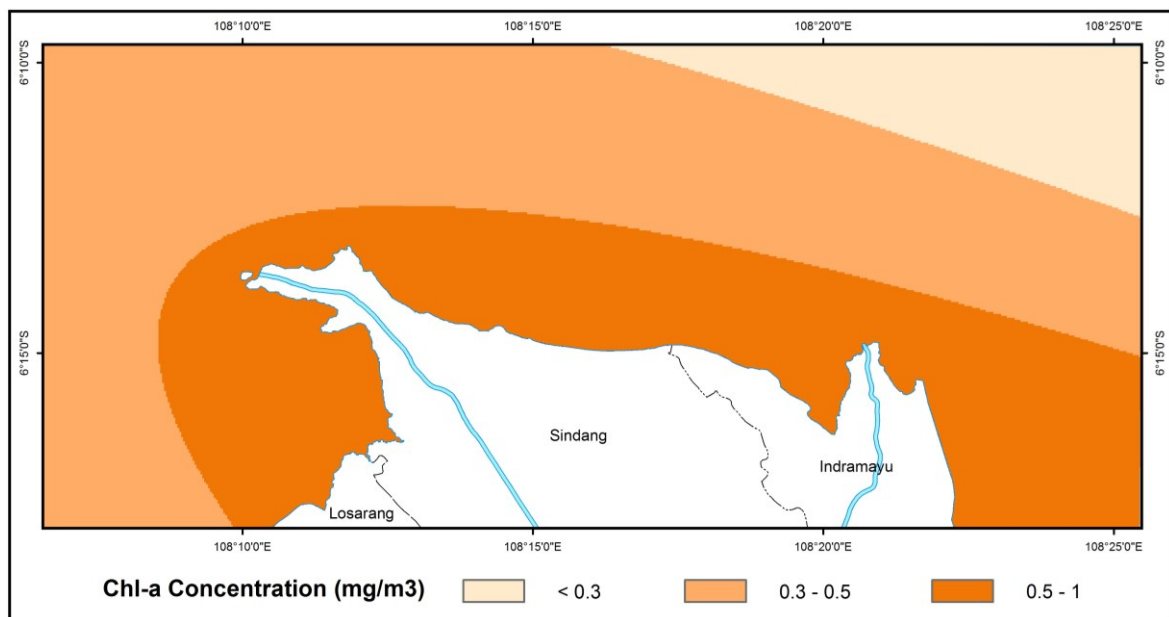 108°10'0"E 108°15'0"E 108°20'0"E 108°25'0"E
6°10'0"S 6°10'0"S
6°15'0"S 6°15'0"S
Sindang
Indramayu
Losarang
108°10'0"E 108°15'0"E 108°20'0"E 108°25'0"E
Chl-a Concentration (mg/m3) < 0.3 0.3 - 0.5 0.5 - 1